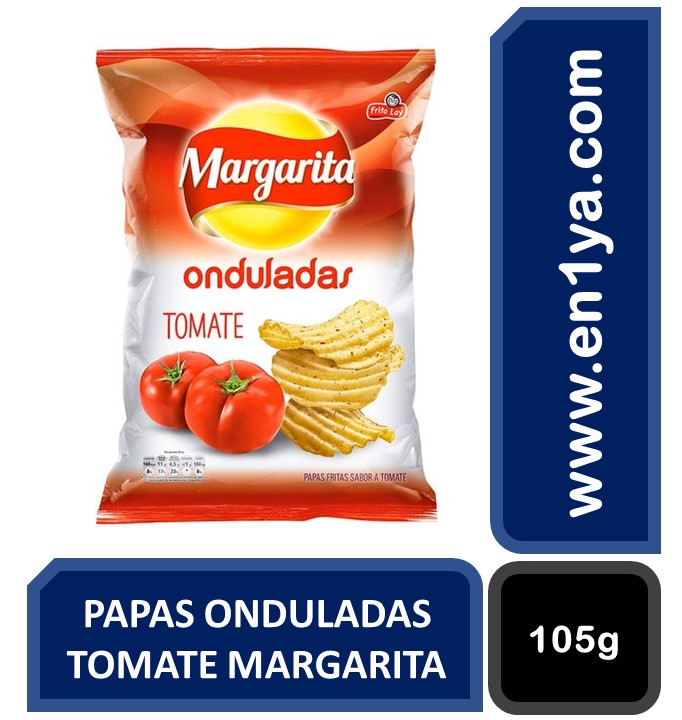 Frito Lay
Margarita
onduladas
TOMATE
PAPAS FRITAS SABOR A TOMATE
www.en1ya.com
PAPAS ONDULADAS
TOMATE MARGARITA
105g